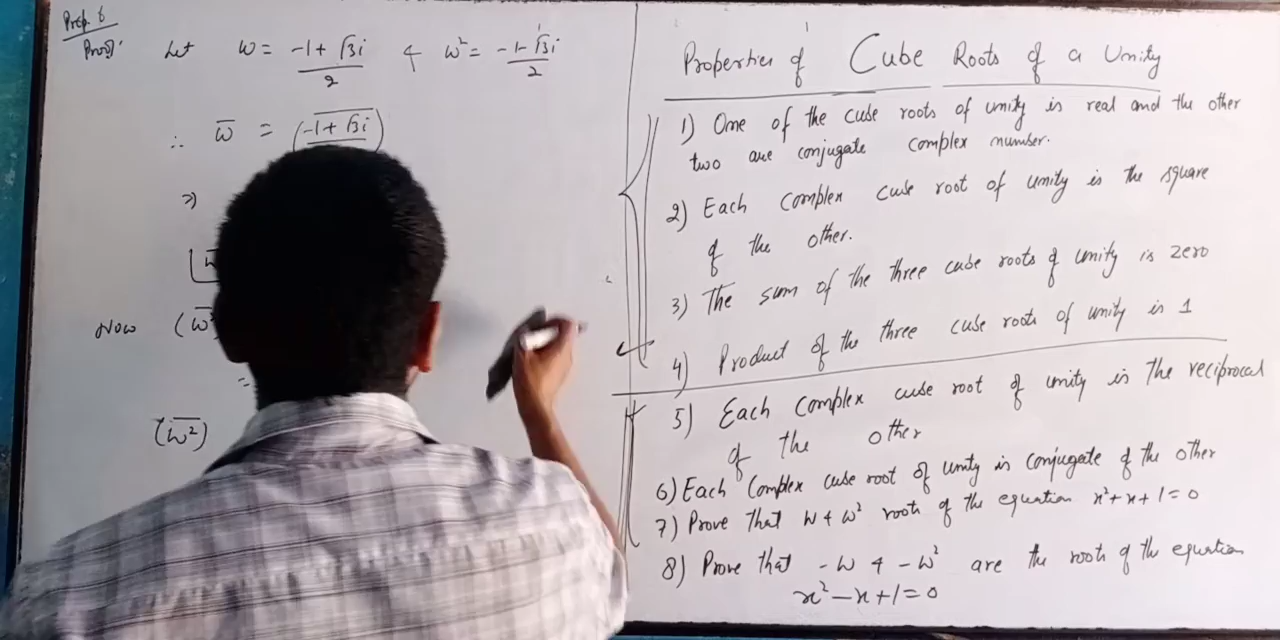 Prop. 6
Proof:
Let ω = (-1 + √3i)/2 & ω² = (-1 - √3i)/2
∴ ω̅ = (-1 + √3i
⇒)
Now (ω̅²
=
(ω̅²)
Properties of Cube Roots of a Unity
1) One of the cube roots of unity is real and the other
two are conjugate complex number.
2) Each complex cube root of unity is the square
of the other.
3) The sum of the three cube roots of unity is zero
4) Product of the three cube roots of unity is 1
5) Each complex cube root of unity is the reciprocal
of the other
6) Each complex cube root of unity is conjugate of the other
7) Prove that ω & ω² roots of the equation x² + x + 1 = 0
8) Prove that -ω & -ω² are the root of the equation
x² - x + 1 = 0